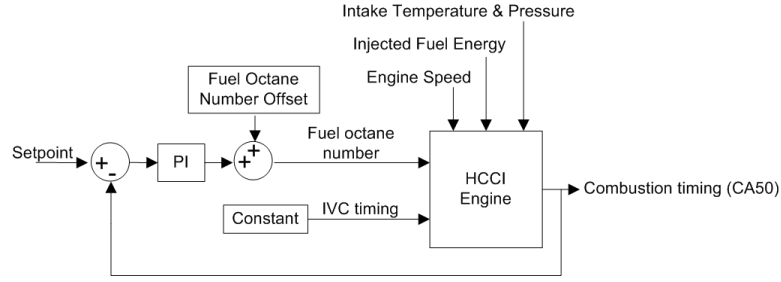 Intake Temperature & Pressure
Injected Fuel Energy
Engine Speed
Fuel Octane
Number Offset
Setpoint
+
-
PI
+
+
Fuel octane
number
HCCI
Engine
Combustion timing (CA50)
Constant
IVC timing